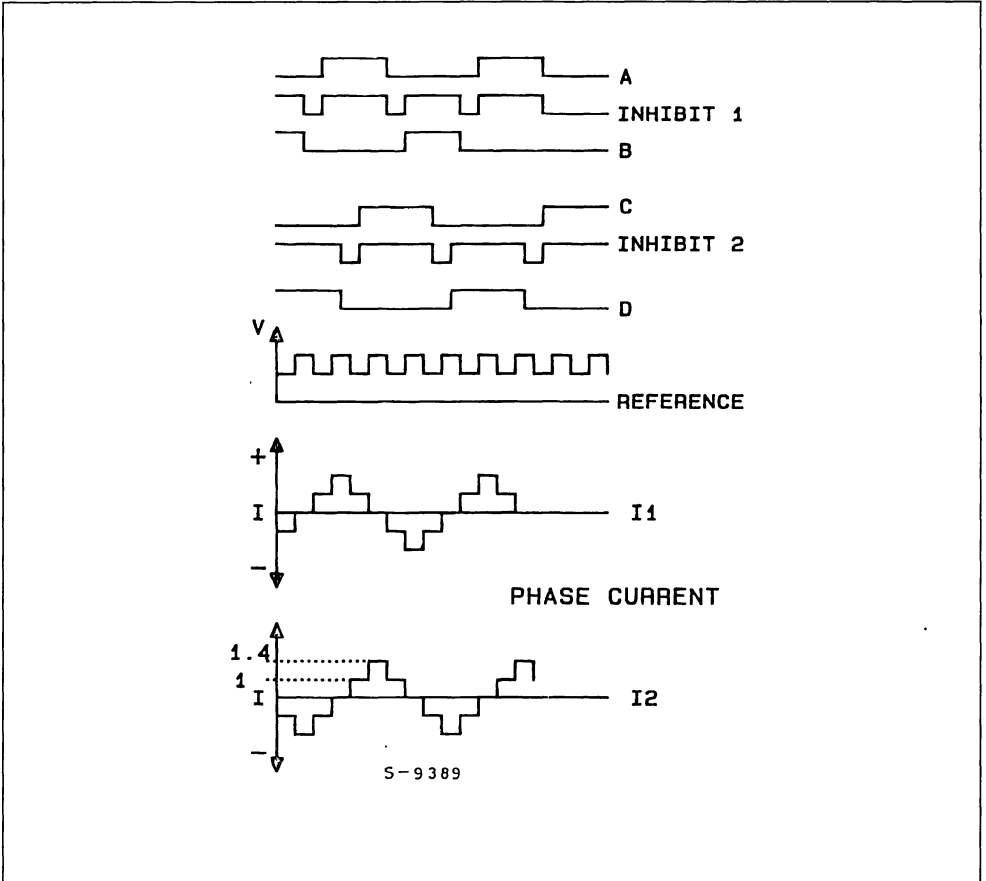 A
INHIBIT 1
B
C
INHIBIT 2
D
V
REFERENCE
+
I
I1
-
PHASE CURRENT
1.4
1
I
I2
-
S-9389